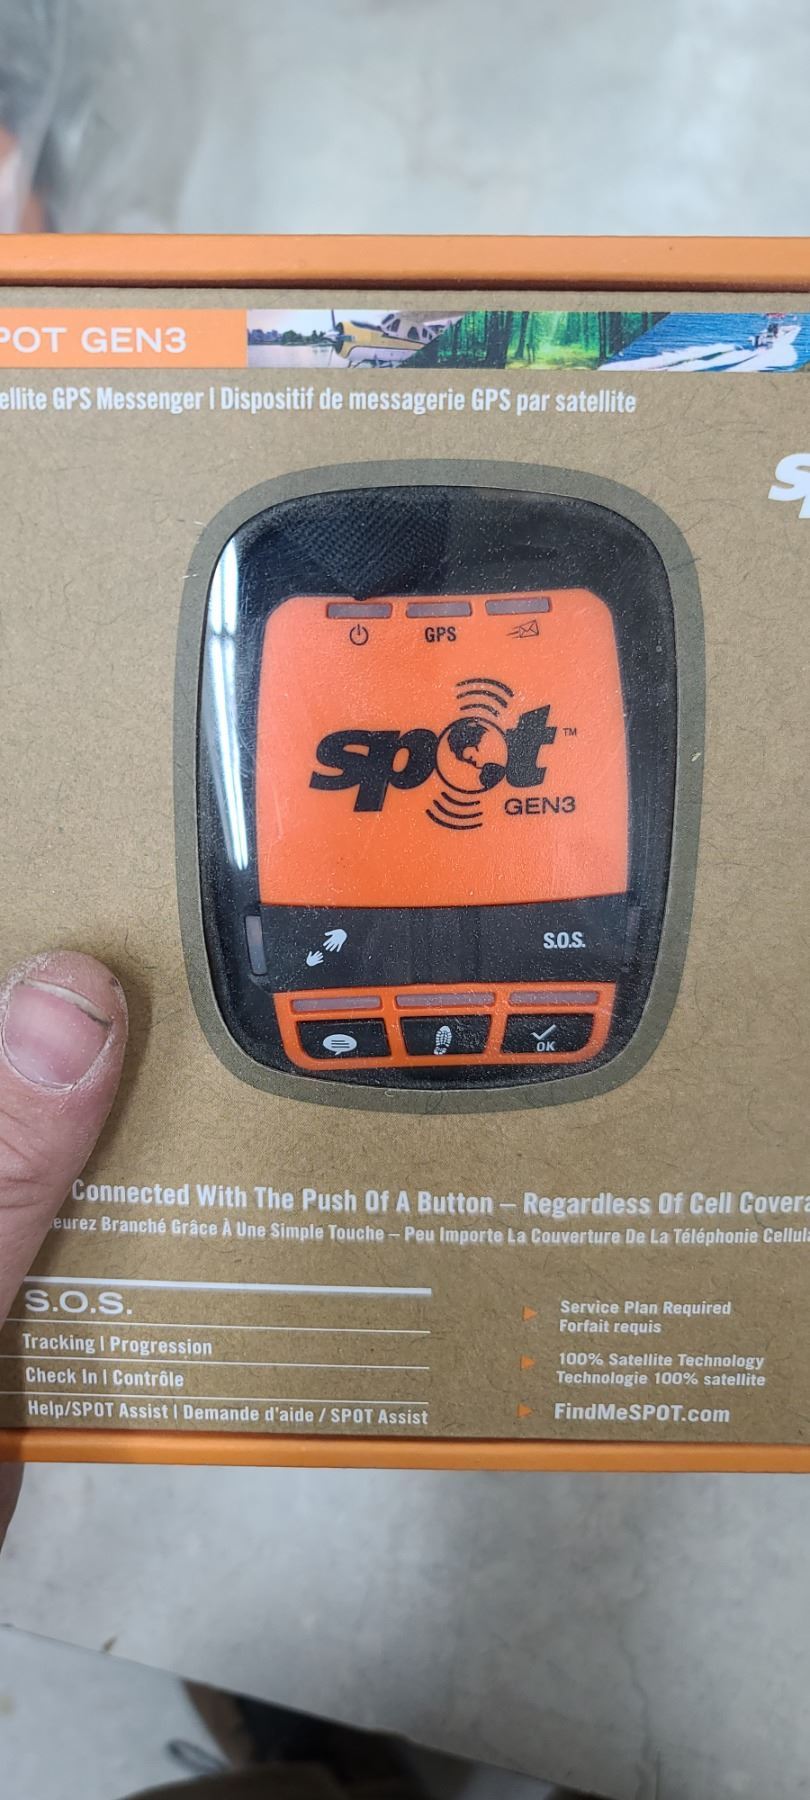 POT GEN3
ellite GPS Messenger | Dispositif de messagerie GPS par satellite
sp
GPS
spot™
GEN3
S.O.S.
OK
Connected With The Push Of A Button – Regardless Of Cell Covera
eurez Branché Grâce À Une Simple Touche – Peu Importe La Couverture De La Téléphonie Cellula
S.O.S.
Tracking | Progression
Check In | Contrôle
Help/SPOT Assist | Demande d'aide / SPOT Assist
Service Plan Required
Forfait requis
100% Satellite Technology
Technologie 100% satellite
FindMeSPOT.com